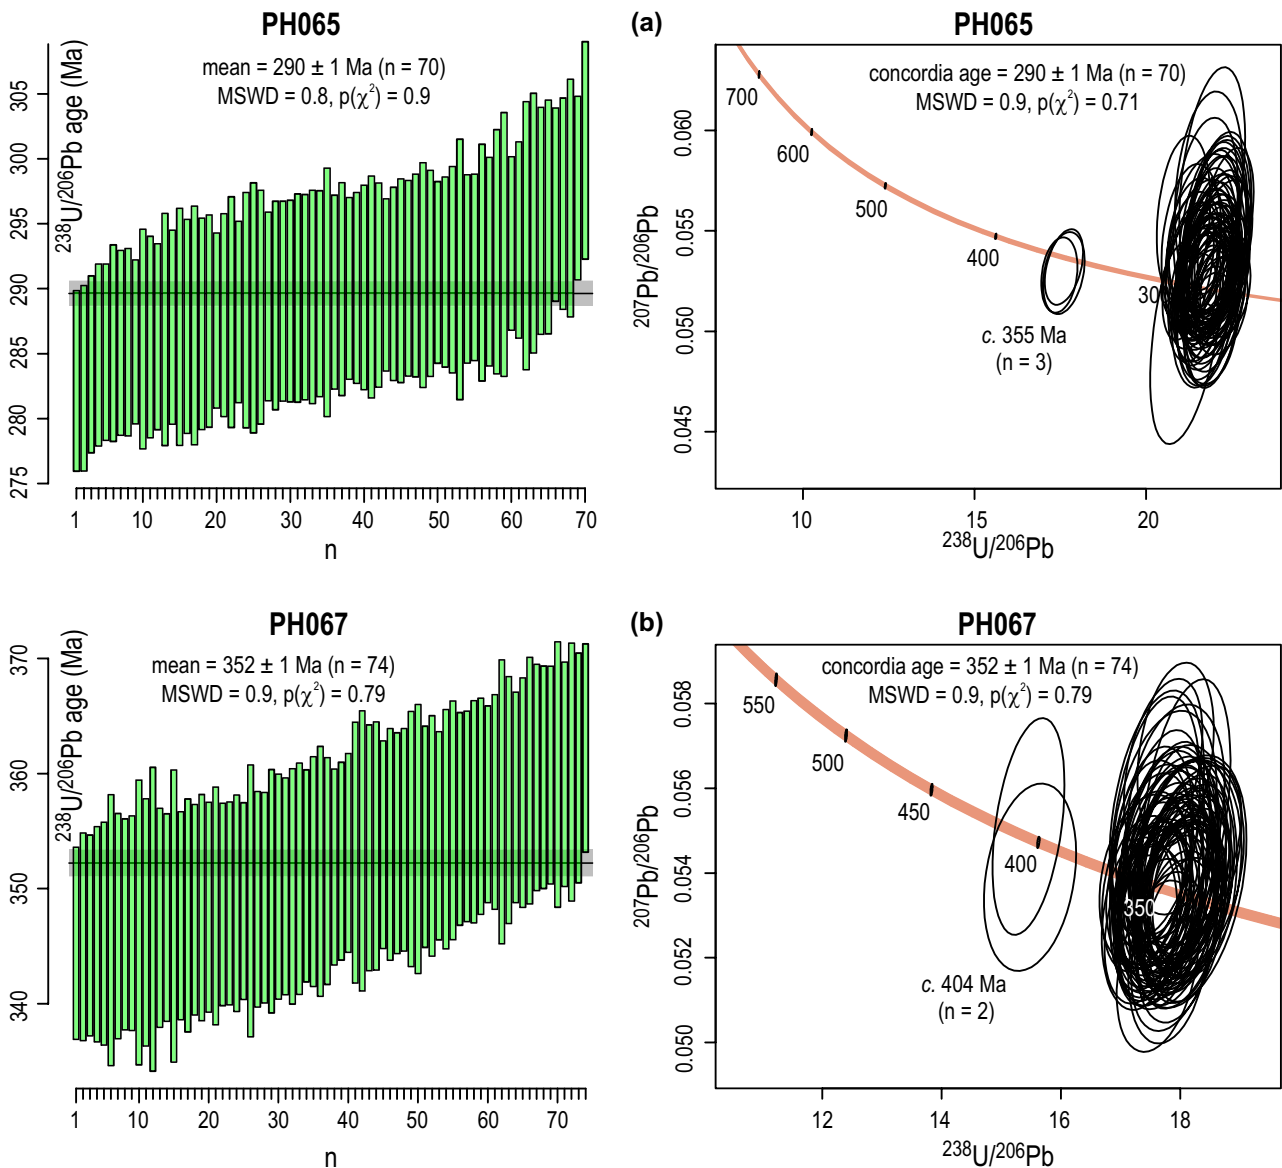 PH065
mean = 290 ± 1 Ma (n = 70)
MSWD = 0.8, p(χ²) = 0.9
²³⁸U/²⁰⁶Pb age (Ma)
305
300
295
290
285
280
275
1 10 20 30 40 50 60 70
n
(a)
PH065
concordia age = 290 ± 1 Ma (n = 70)
MSWD = 0.9, p(χ²) = 0.71
²⁰⁷Pb/²⁰⁶Pb
0.060
0.055
0.050
0.045
700
600
500
400
30
c. 355 Ma
(n = 3)
10 15 20
²³⁸U/²⁰⁶Pb
PH067
mean = 352 ± 1 Ma (n = 74)
MSWD = 0.9, p(χ²) = 0.79
²³⁸U/²⁰⁶Pb age (Ma)
370
360
350
340
1 10 20 30 40 50 60 70
n
(b)
PH067
concordia age = 352 ± 1 Ma (n = 74)
MSWD = 0.9, p(χ²) = 0.79
²⁰⁷Pb/²⁰⁶Pb
0.058
0.056
0.054
0.052
0.050
550
500
450
400
350
c. 404 Ma
(n = 2)
12 14 16 18
²³⁸U/²⁰⁶Pb